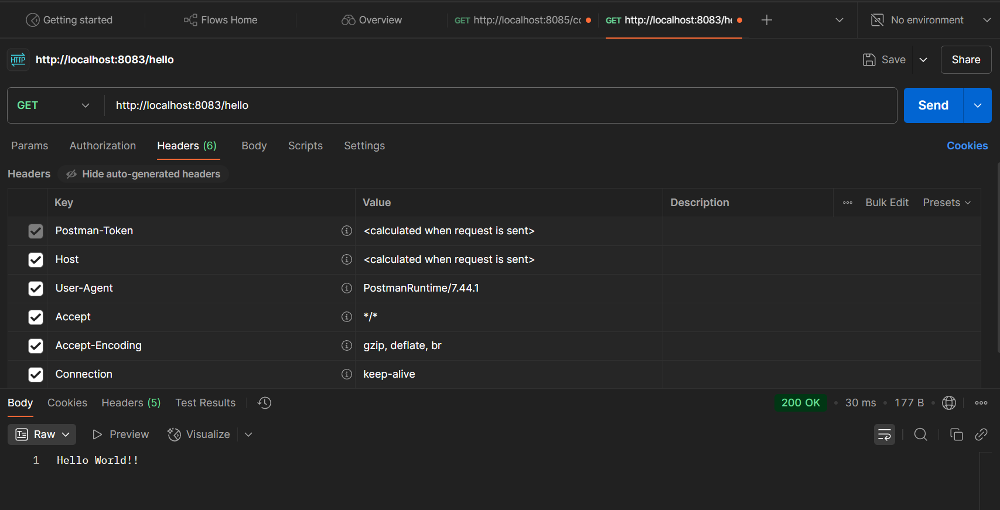 Getting started Flows Home Overview GET http://localhost:8085/cc GET http://localhost:8083/he No environment
HTTP http://localhost:8083/hello Save Share
GET http://localhost:8083/hello Send
Params Authorization Headers (6) Body Scripts Settings Cookies
Headers Hide auto-generated headers
Key Value Description Bulk Edit Presets
Postman-Token <calculated when request is sent>
Host <calculated when request is sent>
User-Agent PostmanRuntime/7.44.1
Accept */*
Accept-Encoding gzip, deflate, br
Connection keep-alive
Body Cookies Headers (5) Test Results 200 OK 30 ms 177 B
Raw Preview Visualize
1 Hello World!!